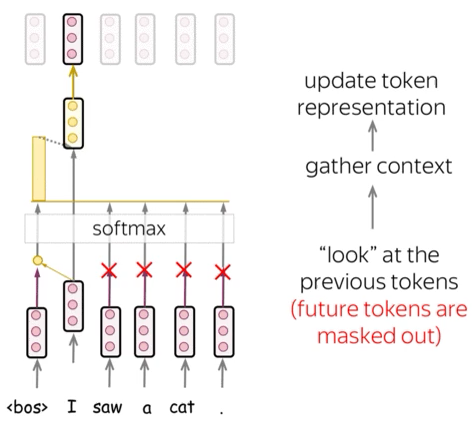 update token
representation
gather context
softmax
"look" at the
previous tokens
(future tokens are
masked out)
<bos> I saw a cat .